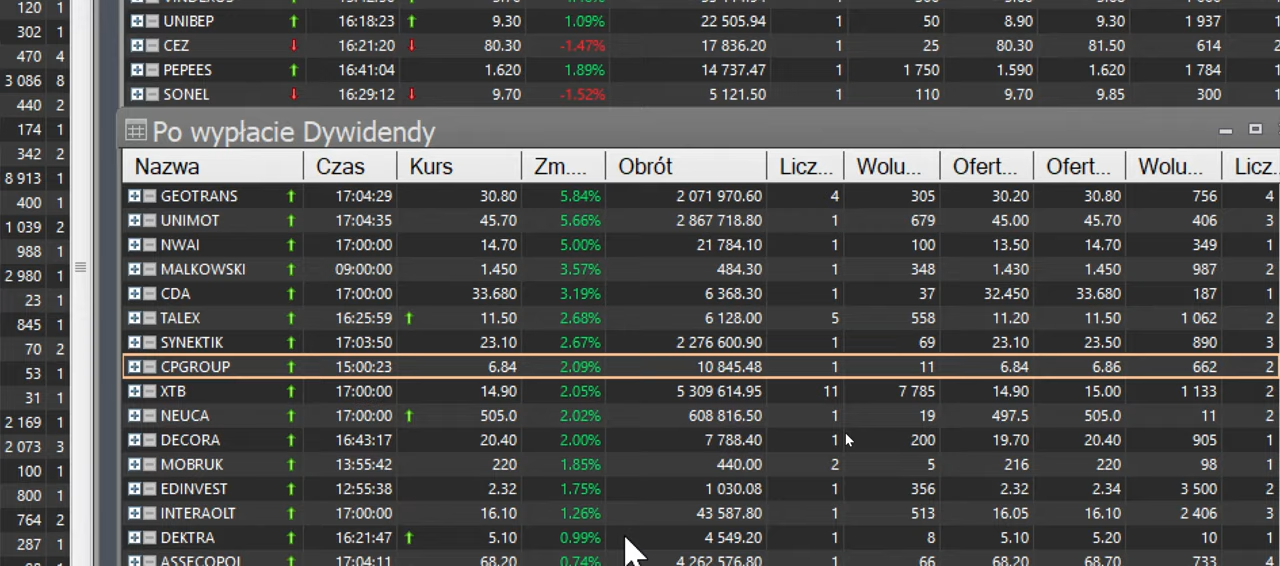 120 1
302 1
470 4
3 086 8
440 2
174 1
342 2
8 913 1
400 1
1 039 2
988 1
2 980 1
23 1
845 1
70 2
53 1
31 1
2 169 1
2 073 3
100 1
800 1
764 2
287 1
UNIBEP 16:18:23 9.30 1.09% 22 505.94 1 50 8.90 9.30 1 937 1
CEZ 16:21:20 80.30 -1.47% 17 836.20 1 25 80.30 81.50 614 2
PEPEES 16:41:04 1.620 1.89% 14 737.47 1 1 750 1.590 1.620 1 784 1
SONEL 16:29:12 9.70 -1.52% 5 121.50 1 110 9.70 9.85 300 1
Po wypłacie Dywidendy
Nazwa Czas Kurs Zm.... Obrót Licz... Wolu... Ofert... Ofert... Wolu... Licz...
GEOTRANS 17:04:29 30.80 5.84% 2 071 970.60 4 305 30.20 30.80 756 4
UNIMOT 17:04:35 45.70 5.66% 2 867 718.80 1 679 45.00 45.70 406 3
NWAI 17:00:00 14.70 5.00% 21 784.10 1 100 13.50 14.70 349 1
MALKOWSKI 09:00:00 1.450 3.57% 484.30 1 348 1.430 1.450 987 2
CDA 17:00:00 33.680 3.19% 6 368.30 1 37 32.450 33.680 187 1
TALEX 16:25:59 11.50 2.68% 6 128.00 5 558 11.20 11.50 1 062 2
SYNEKTIK 17:03:50 23.10 2.67% 2 276 600.90 1 69 23.10 23.50 890 3
CPGROUP 15:00:23 6.84 2.09% 10 845.48 1 11 6.84 6.86 662 2
XTB 17:00:00 14.90 2.05% 5 309 614.95 11 7 785 14.90 15.00 1 133 2
NEUCA 17:00:00 505.0 2.02% 608 816.50 1 19 497.5 505.0 11 2
DECORA 16:43:17 20.40 2.00% 7 788.40 1 200 19.70 20.40 905 1
MOBRUK 13:55:42 220 1.85% 440.00 2 5 216 220 98 1
EDINVEST 12:55:38 2.32 1.75% 1 030.08 1 356 2.32 2.34 3 500 2
INTERAOLT 17:00:00 16.10 1.26% 43 587.80 1 513 16.05 16.10 2 406 3
DEKTRA 16:21:47 5.10 0.99% 4 549.20 1 8 5.10 5.20 10 1
ASSECOPOL 17:04:11 68.20 0.74% 4 262 576.80 1 66 68.20 68.70 733 4